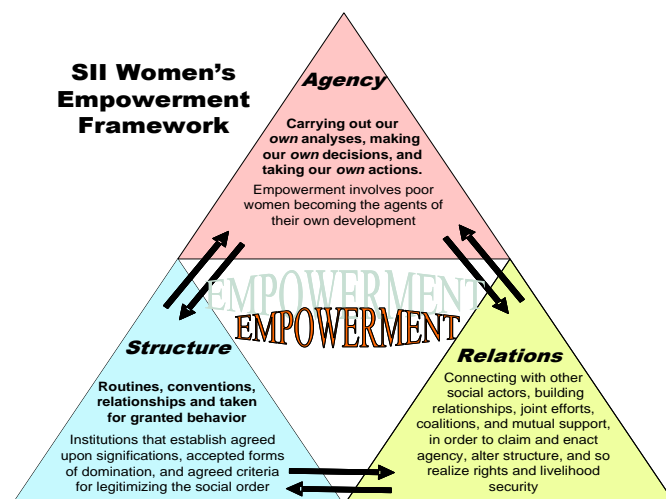 SII Women's
Empowerment
Framework
Agency
Carrying out our
own analyses, making
our own decisions, and
taking our own actions.
Empowerment involves poor
women becoming the agents of
their own development
EMPOWERMENT
EMPOWERMENT
Structure
Routines, conventions,
relationships and taken
for granted behavior
Institutions that establish agreed
upon significations, accepted forms
of domination, and agreed criteria
for legitimizing the social order
Relations
Connecting with other
social actors, building
relationships, joint efforts,
coalitions, and mutual support,
in order to claim and enact
agency, alter structure, and so
realize rights and livelihood
security